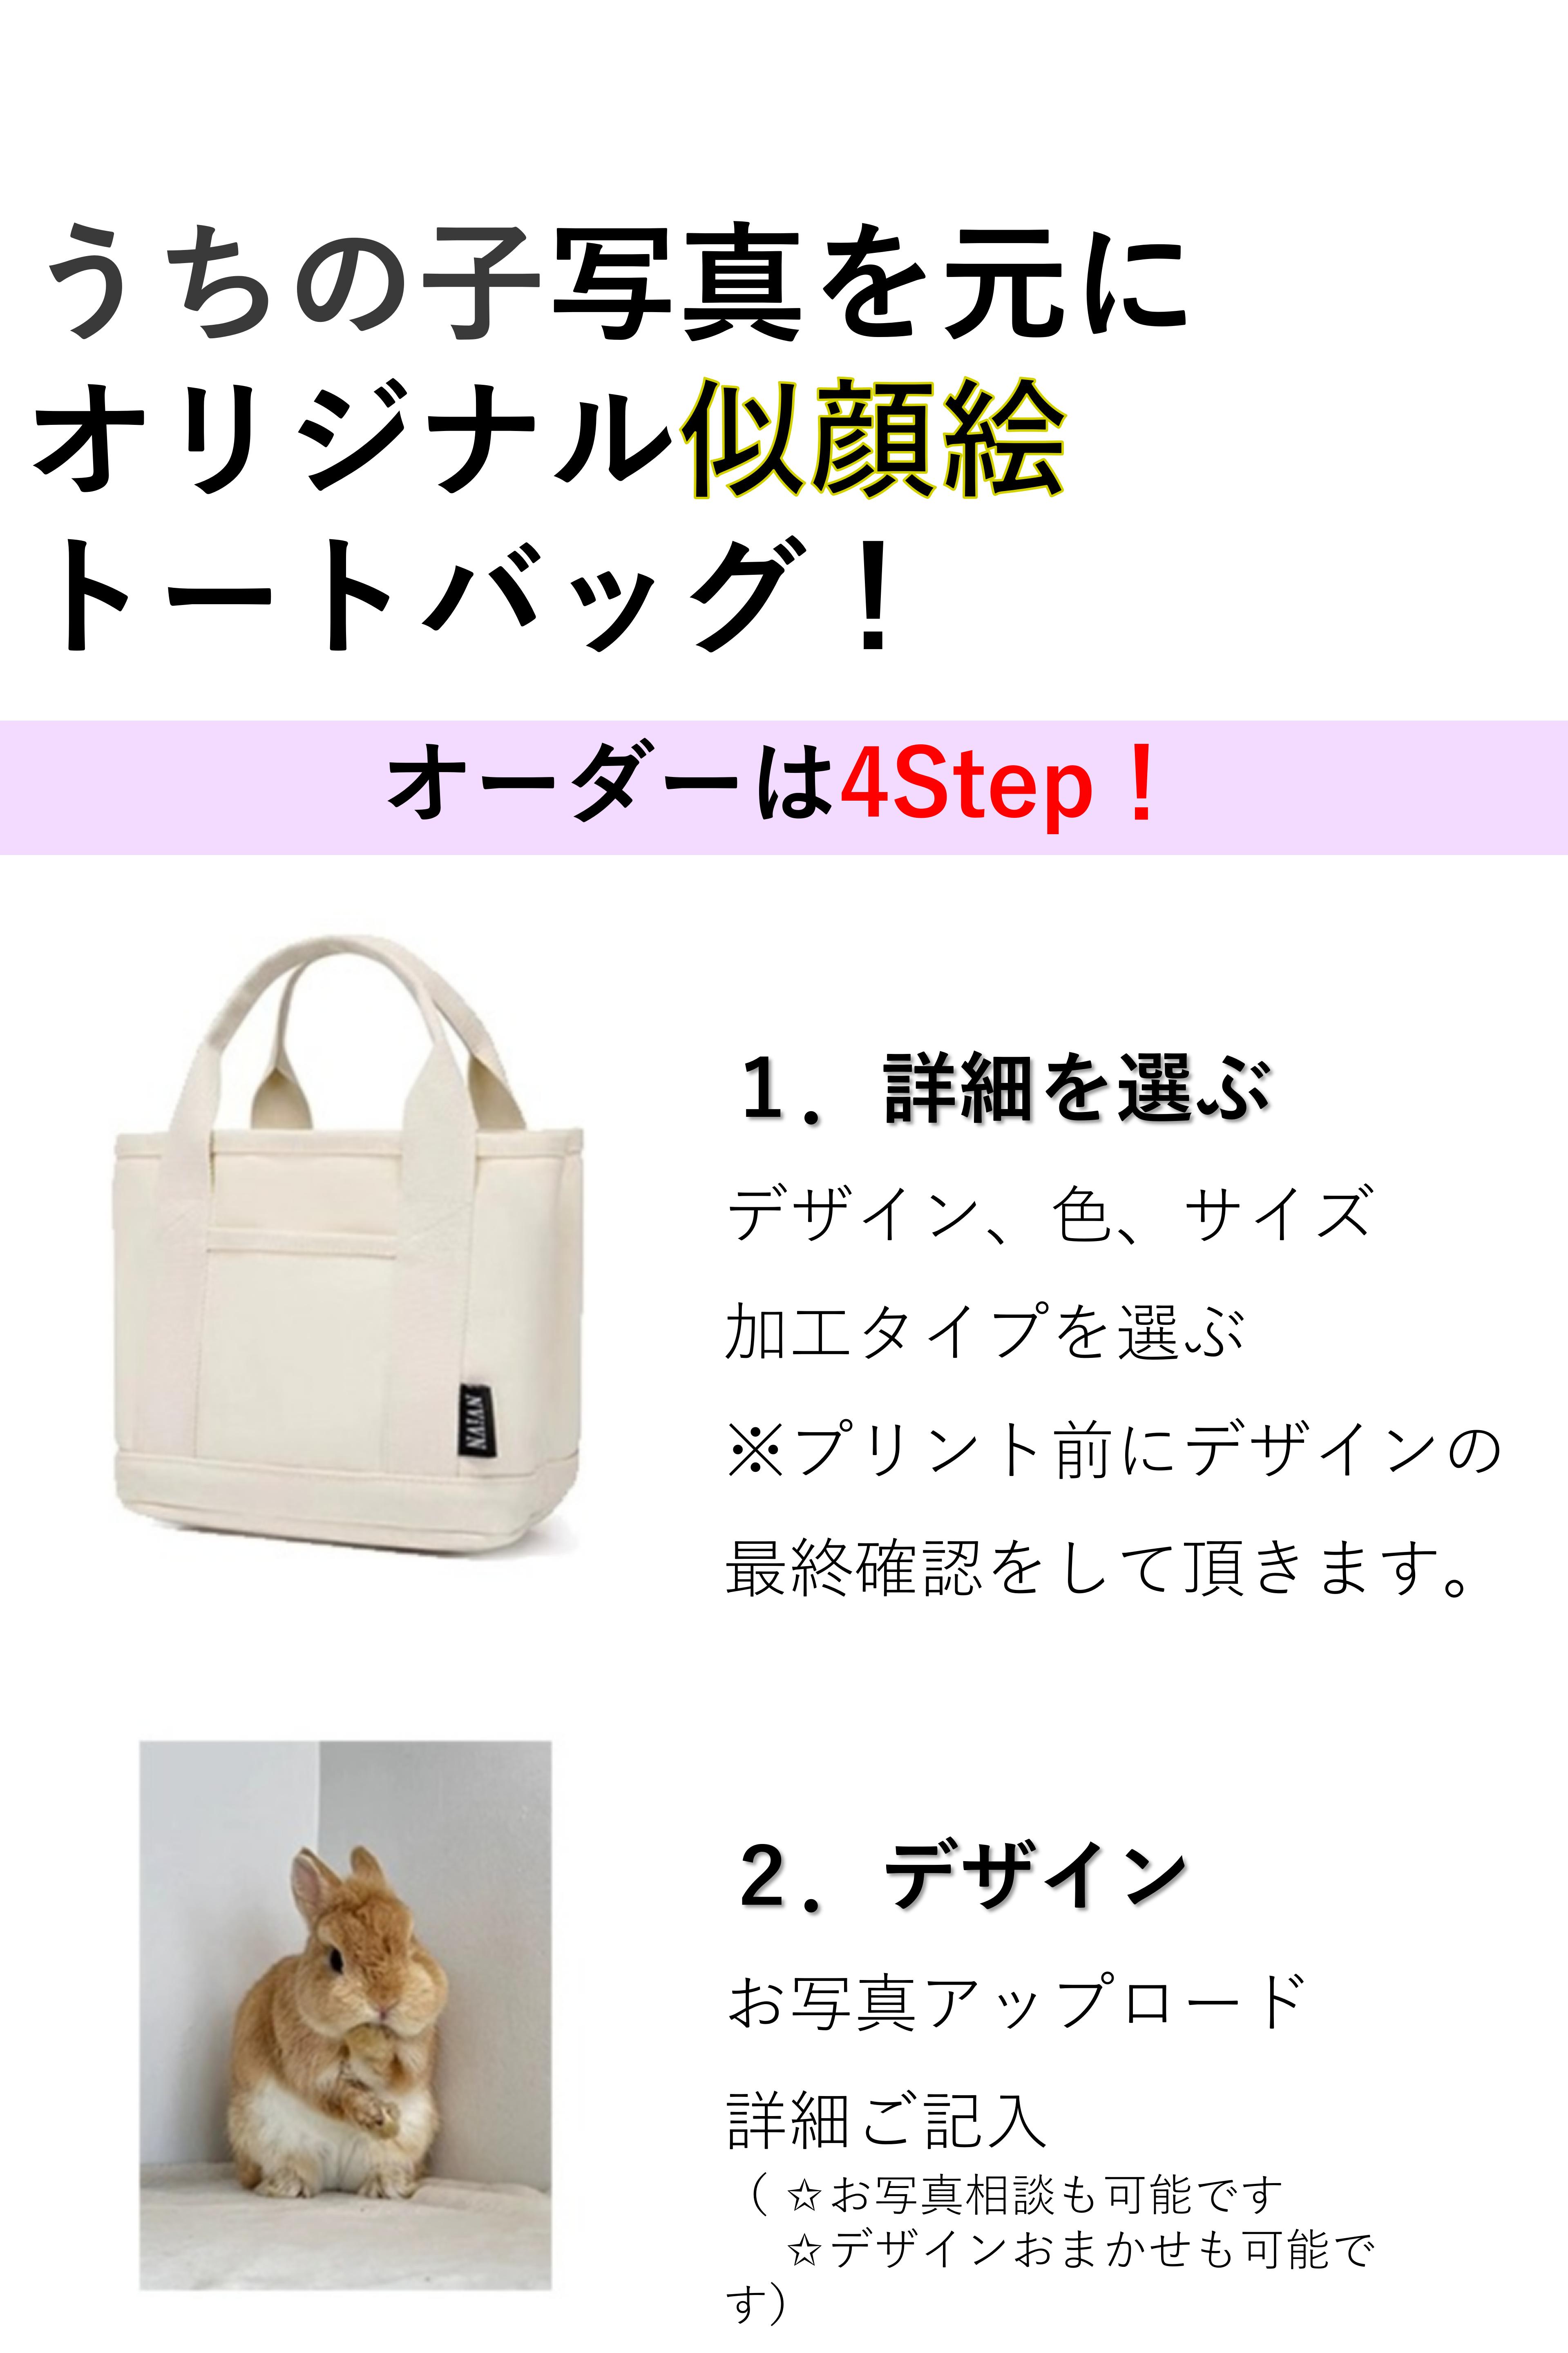 うちの子写真を元に
オリジナル似顔絵
トートバッグ！
オーダーは4Step！
１．詳細を選ぶ
デザイン、色、サイズ
加工タイプを選ぶ
※プリント前にデザインの
最終確認をして頂きます。
NVIVN
２．デザイン
お写真アップロード
詳細ご記入
（ ☆お写真相談も可能です
☆デザインおまかせも可能で
す）